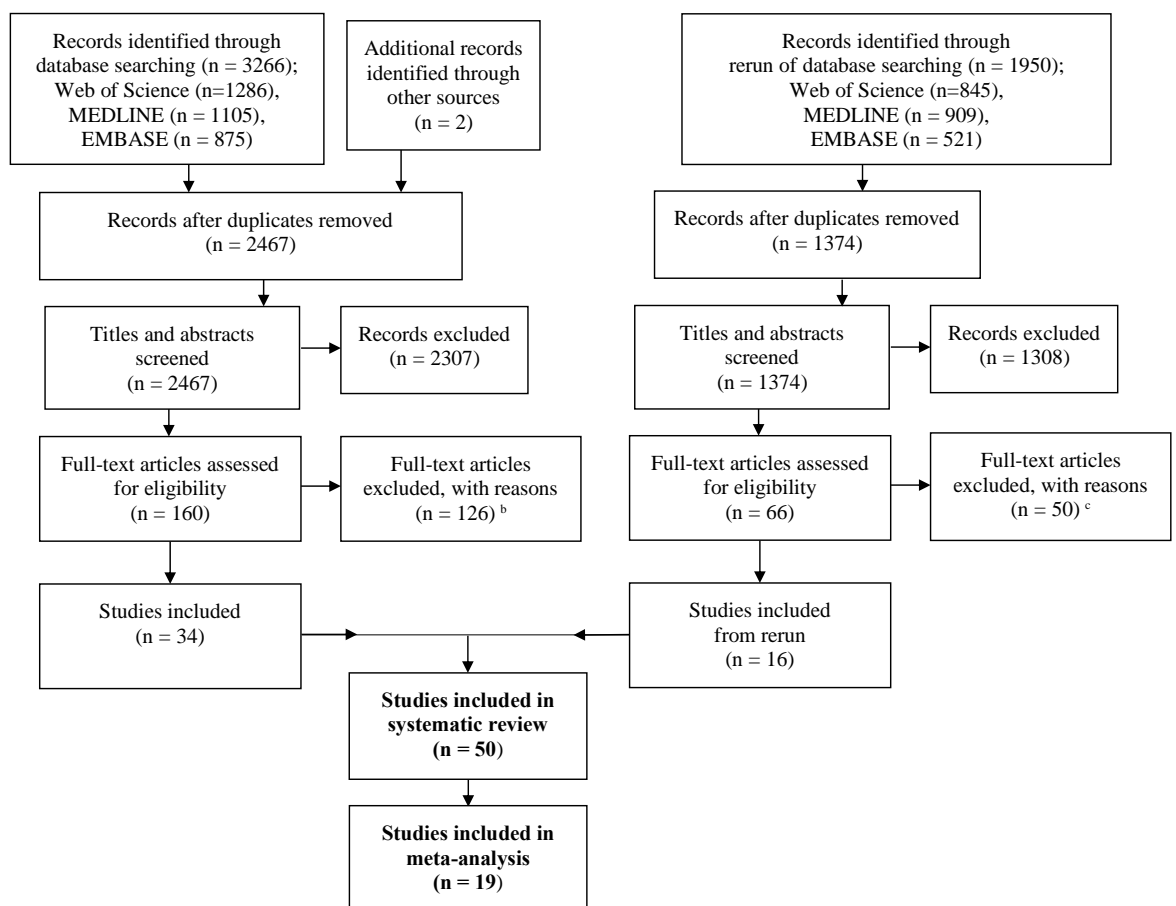 Records identified through
database searching (n = 3266);
Web of Science (n=1286),
MEDLINE (n = 1105),
EMBASE (n = 875)
Additional records
identified through
other sources
(n = 2)
Records identified through
rerun of database searching (n = 1950);
Web of Science (n=845),
MEDLINE (n = 909),
EMBASE (n = 521)
Records after duplicates removed
(n = 2467)
Records after duplicates removed
(n = 1374)
Titles and abstracts
screened
(n = 2467)
Records excluded
(n = 2307)
Titles and abstracts
screened
(n = 1374)
Records excluded
(n = 1308)
Full-text articles assessed
for eligibility
(n = 160)
Full-text articles
excluded, with reasons
(n = 126) b
Full-text articles assessed
for eligibility
(n = 66)
Full-text articles
excluded, with reasons
(n = 50) c
Studies included
(n = 34)
Studies included
from rerun
(n = 16)
Studies included in
systematic review
(n = 50)
Studies included in
meta-analysis
(n = 19)